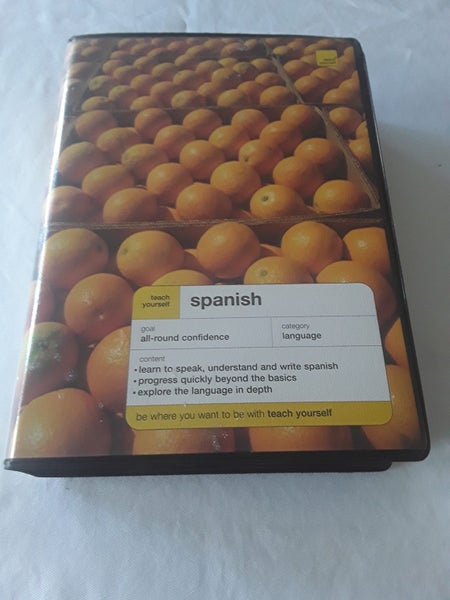 teach
yourself
spanish
goal
all-round confidence
category
language
content
• learn to speak, understand and write spanish
• progress quickly beyond the basics
• explore the language in depth
be where you want to be with teach yourself